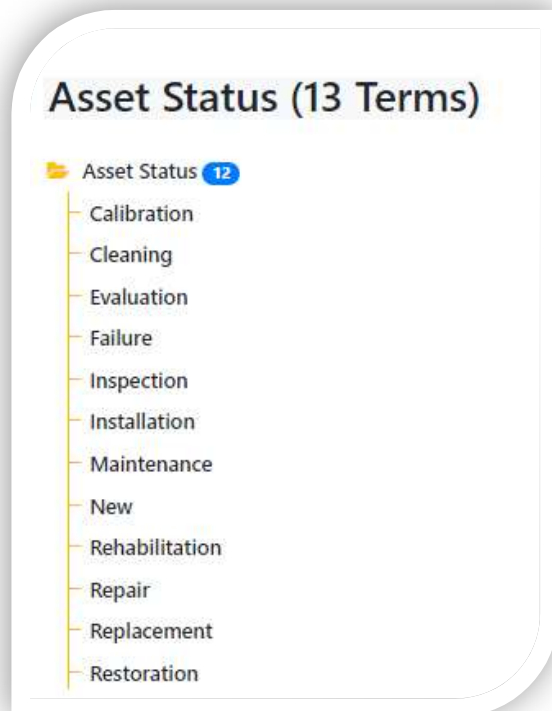 Asset Status (13 Terms)
Asset Status 12
Calibration
Cleaning
Evaluation
Failure
Inspection
Installation
Maintenance
New
Rehabilitation
Repair
Replacement
Restoration